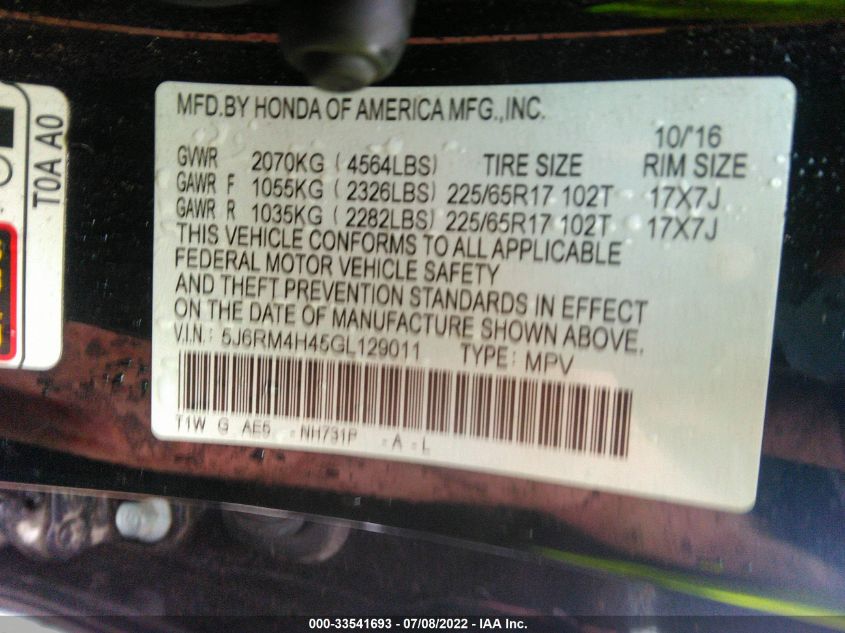 MFD.BY HONDA OF AMERICA MFG.,INC.
10/'16
GVWR 2070KG (4564LBS) TIRE SIZE RIM SIZE
GAWR F 1055KG (2326LBS) 225/65R17 102T 17X7J
GAWR R 1035KG (2282LBS) 225/65R17 102T 17X7J
THIS VEHICLE CONFORMS TO ALL APPLICABLE
FEDERAL MOTOR VEHICLE SAFETY
AND THEFT PREVENTION STANDARDS IN EFFECT
ON THE DATE OF MANUFACTURE SHOWN ABOVE.
V.I.N.: 5J6RM4H45GL129011 TYPE: MPV
T1W G AE5 -NH731P -A -L
T0A A0
000-33541693 - 07/08/2022 - IAA Inc.